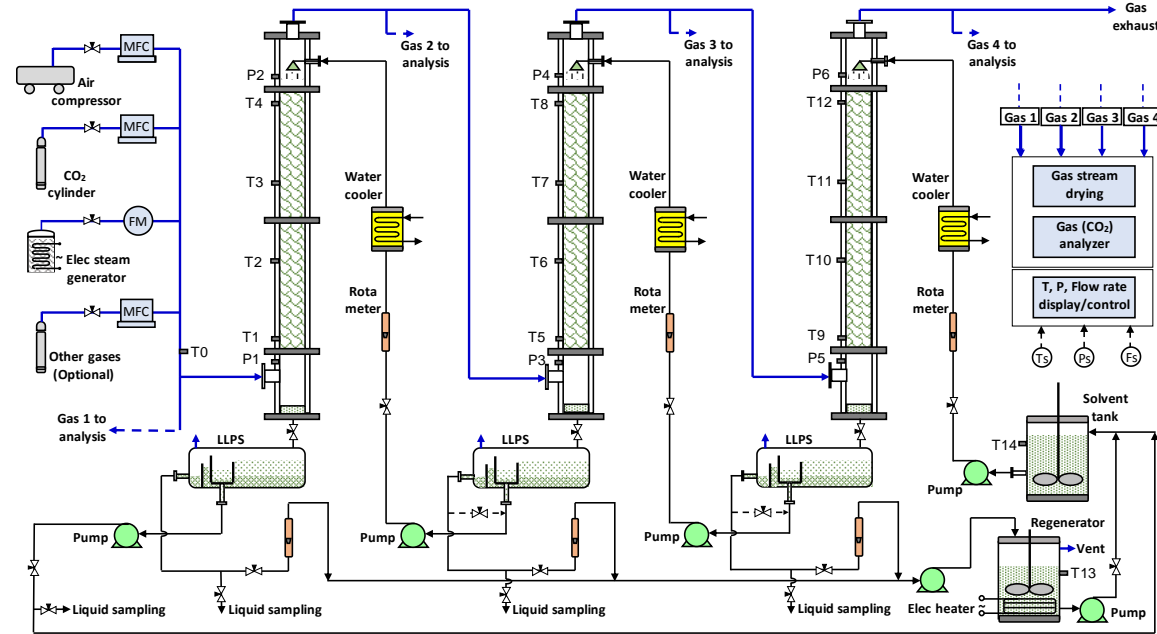 MFC
Air
compressor
MFC
CO₂
cylinder
FM
~ Elec steam
generator
MFC
Other gases
(Optional)
T0
Gas 1 to
analysis
P2
T4
T3
T2
T1
P1
Gas 2 to
analysis
Water
cooler
Rota
meter
P4
T8
T7
T6
T5
P3
Gas 3 to
analysis
Water
cooler
Rota
meter
P6
T12
T11
T10
T9
P5
Gas 4 to
analysis
Water
cooler
Rota
meter
Gas
exhaust
Gas 1
Gas 2
Gas 3
Gas 4
Gas stream
drying
Gas (CO₂)
analyzer
T, P, Flow rate
display/control
Ts
Ps
Fs
Solvent
tank
T14
Pump
LLPS
LLPS
LLPS
Pump
Pump
Pump
Regenerator
Vent
T13
Elec heater ~
Pump
Liquid sampling
Liquid sampling
Liquid sampling
Liquid sampling